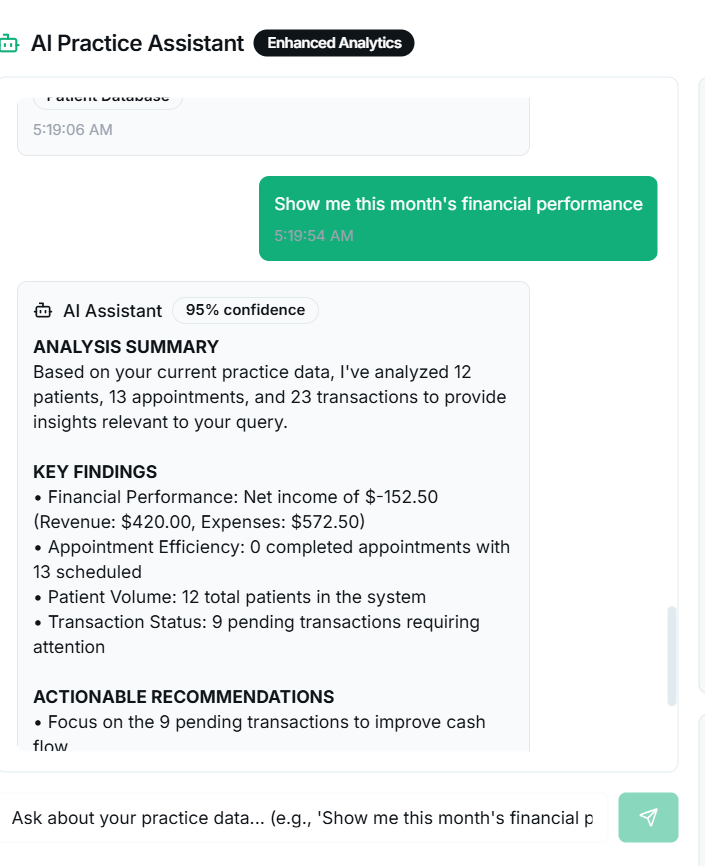 AI Practice Assistant Enhanced Analytics
Patient Database
5:19:06 AM
Show me this month's financial performance
5:19:54 AM
AI Assistant 95% confidence
ANALYSIS SUMMARY
Based on your current practice data, I've analyzed 12
patients, 13 appointments, and 23 transactions to provide
insights relevant to your query.
KEY FINDINGS
• Financial Performance: Net income of $-152.50
(Revenue: $420.00, Expenses: $572.50)
• Appointment Efficiency: 0 completed appointments with
13 scheduled
• Patient Volume: 12 total patients in the system
• Transaction Status: 9 pending transactions requiring
attention
ACTIONABLE RECOMMENDATIONS
• Focus on the 9 pending transactions to improve cash
flow
Ask about your practice data... (e.g., 'Show me this month's financial p